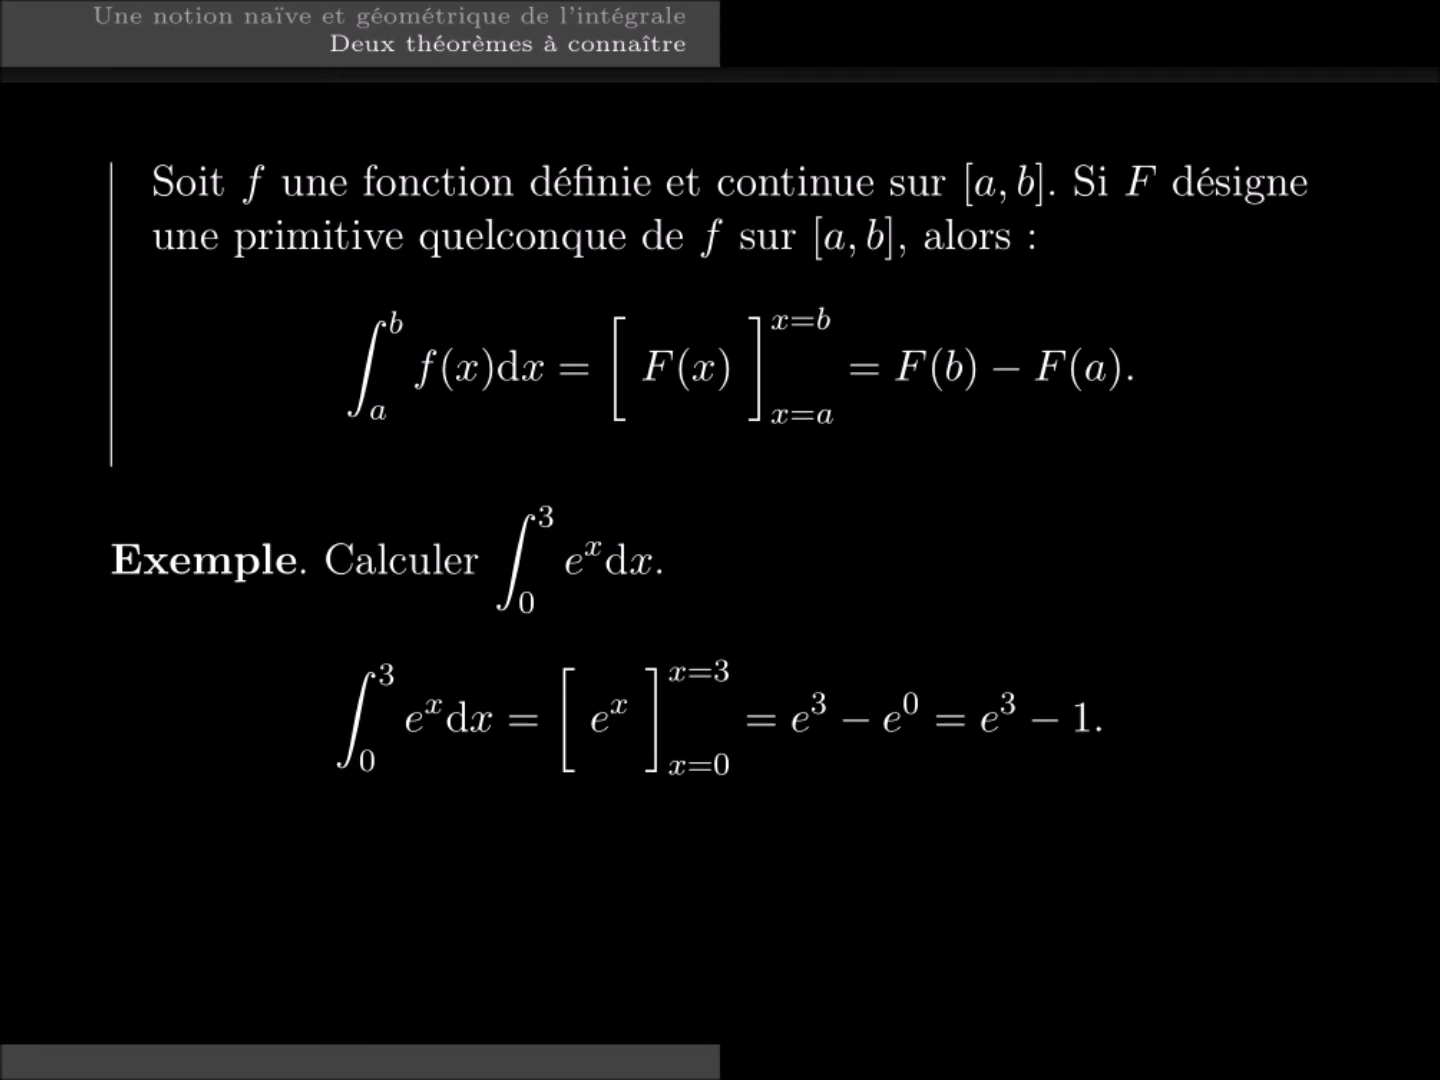 Une notion naïve et géométrique de l'intégrale
Deux théorèmes à connaître
Soit f une fonction définie et continue sur [a, b]. Si F désigne
une primitive quelconque de f sur [a, b], alors :
∫_a^b f(x)dx = [ F(x) ]_{x=a}^{x=b} = F(b) − F(a).
Exemple. Calculer ∫_0^3 e^x dx.
∫_0^3 e^x dx = [ e^x ]_{x=0}^{x=3} = e^3 − e^0 = e^3 − 1.